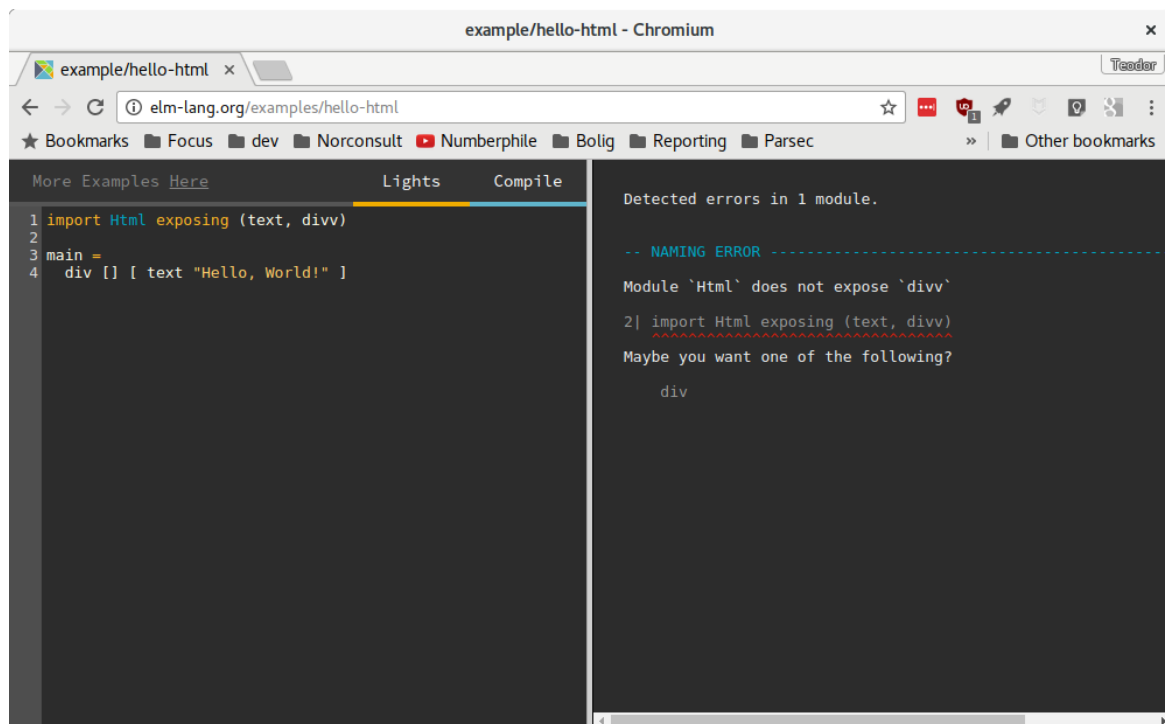 example/hello-html - Chromium
example/hello-html
Teodor
elm-lang.org/examples/hello-html
1
Bookmarks Focus dev Norconsult Numberphile Bolig Reporting Parsec » Other bookmarks
More Examples Here Lights Compile
1 import Html exposing (text, divv)
2
3 main =
4   div [] [ text "Hello, World!" ]
Detected errors in 1 module.
-- NAMING ERROR -------------------------------------------
Module `Html` does not expose `divv`
2| import Html exposing (text, divv)
^^^^^^^^^^^^^^^^^^^^^^^^^^^^^^^^^
Maybe you want one of the following?
div